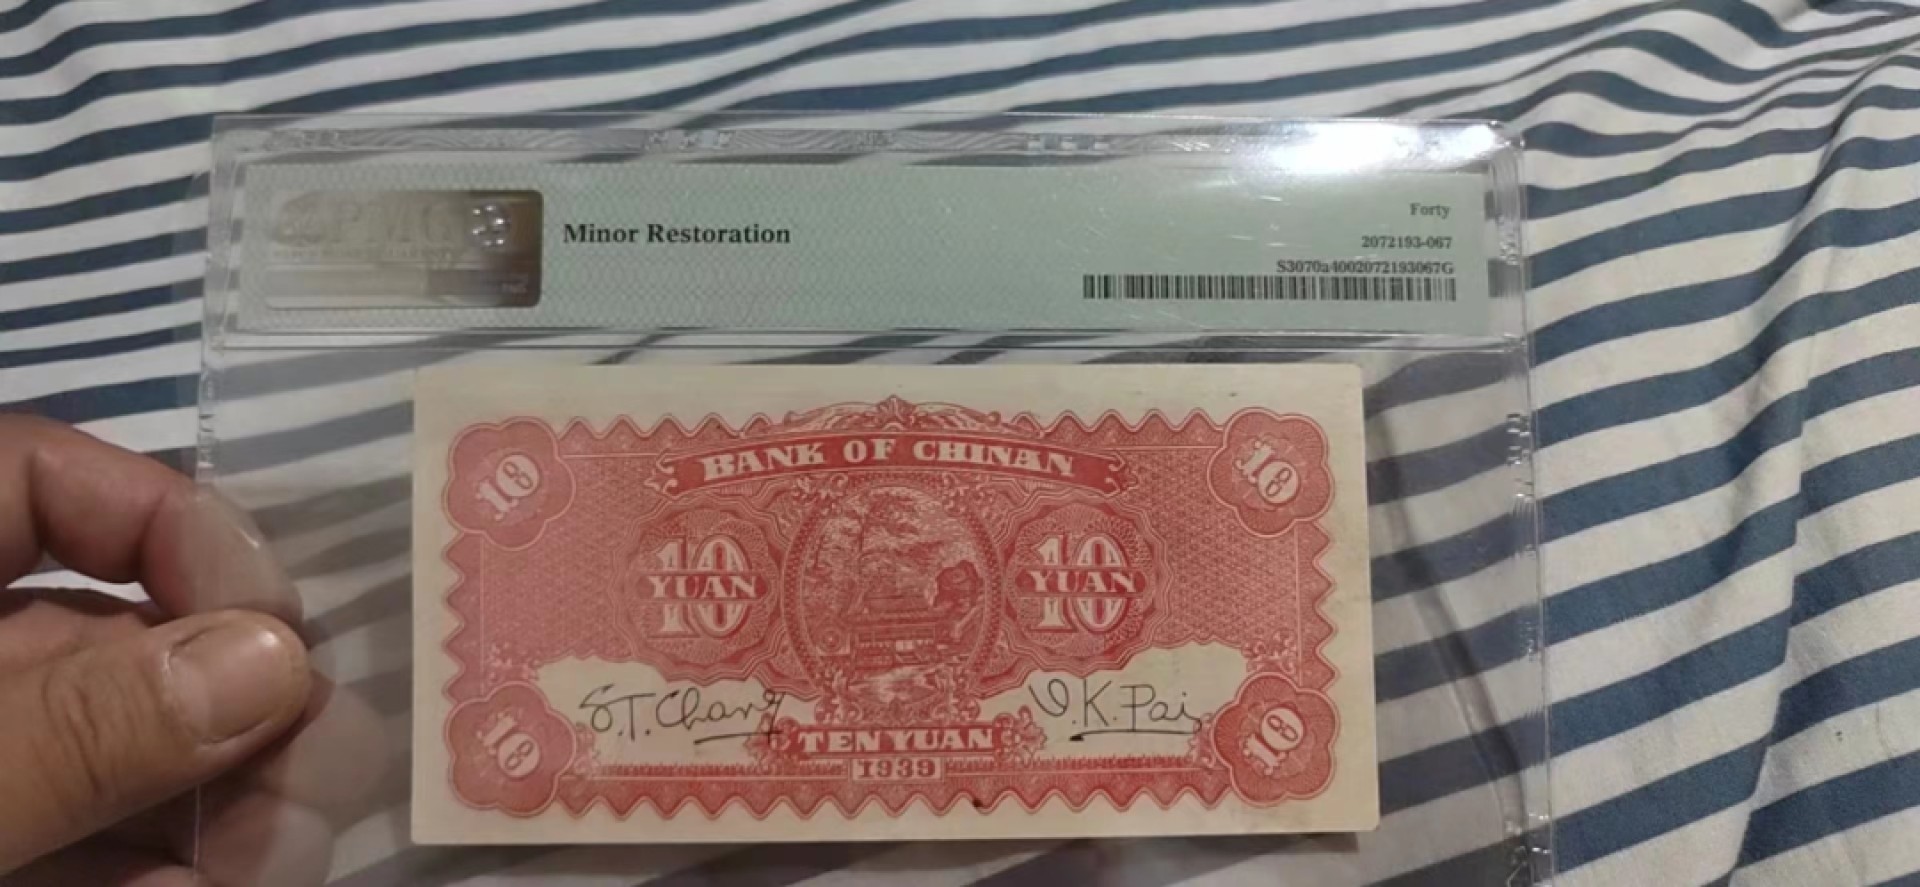 PMG
Minor Restoration
Forty
2072193-067
S3070a4002072193067G
BANK OF CHINAN
10
10
10 YUAN
10 YUAN
S.T. Chang
V.K. Pai
10
TEN YUAN
10
1939